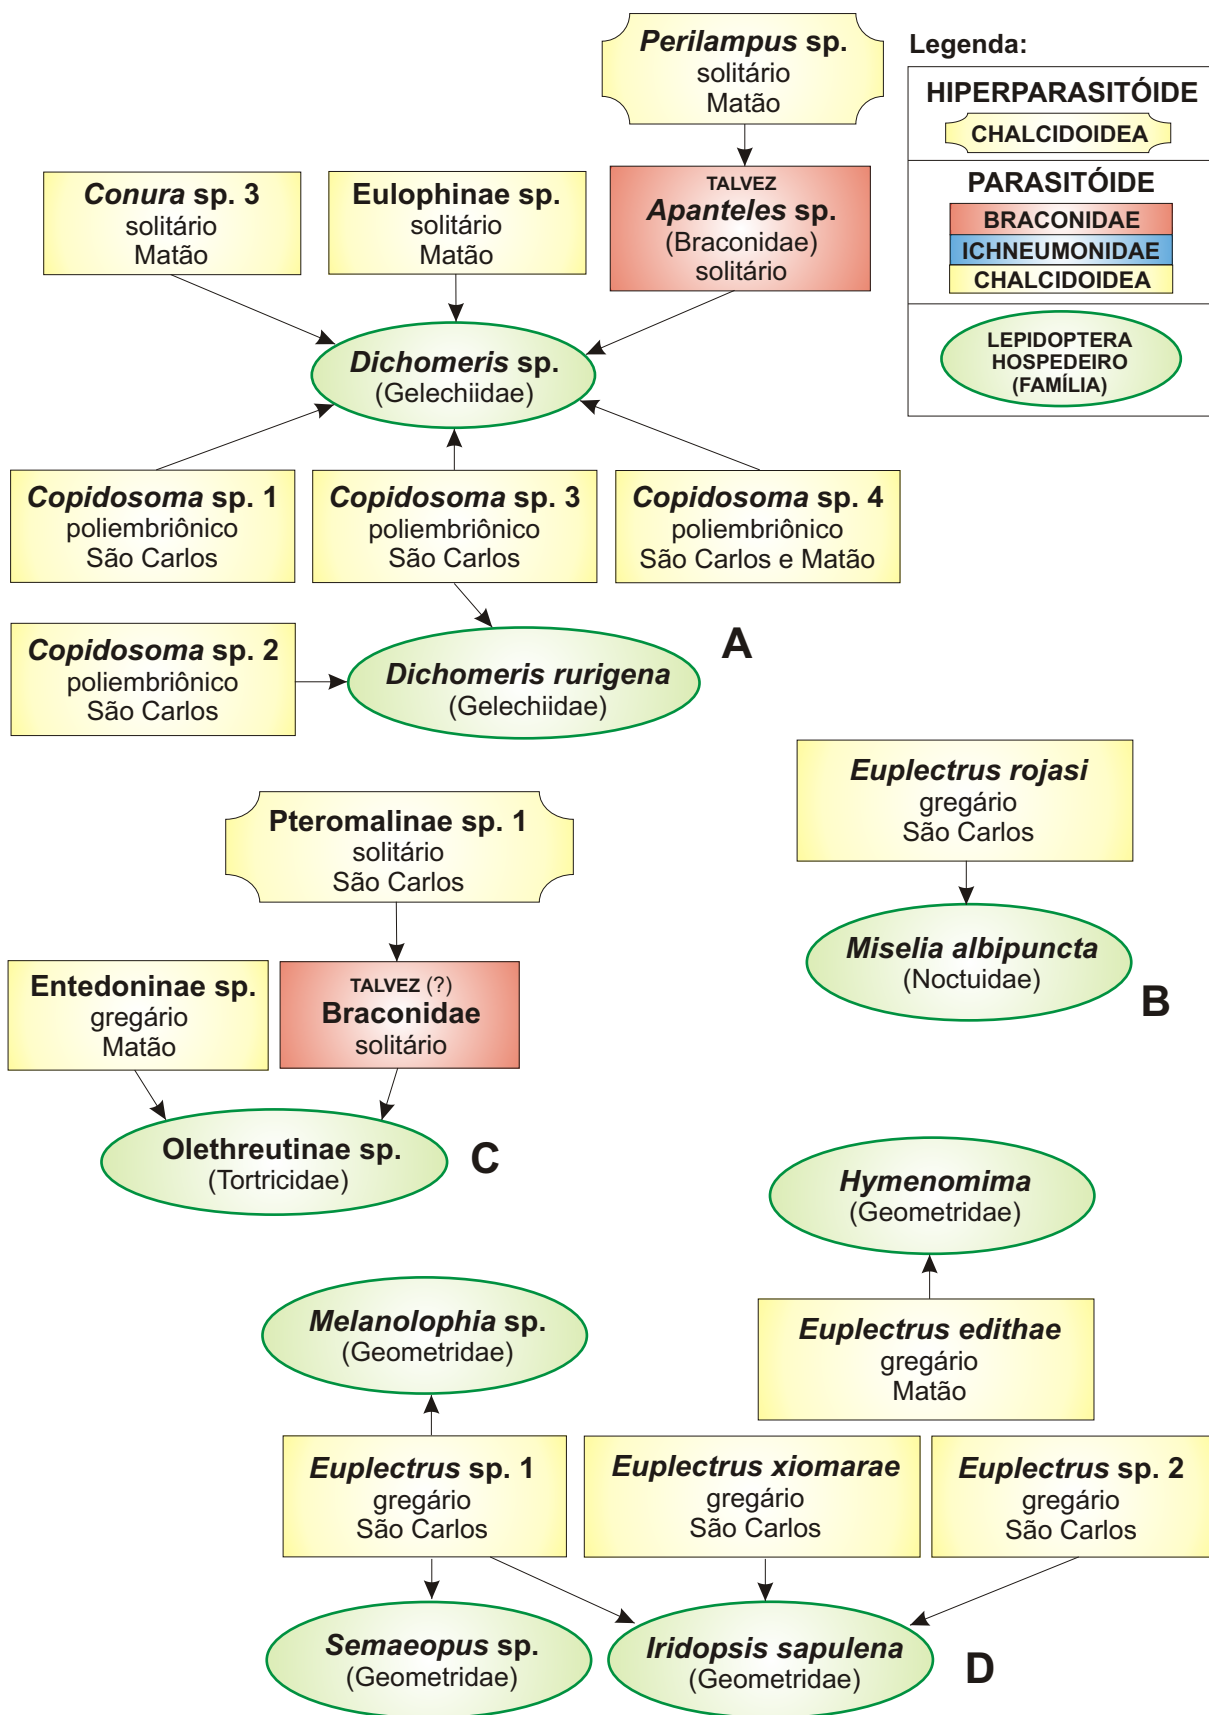 Perilampus sp.
solitário
Matão
Legenda:
HIPERPARASITÓIDE
CHALCIDOIDEA
PARASITÓIDE
BRACONIDAE
ICHNEUMONIDAE
CHALCIDOIDEA
LEPIDOPTERA
HOSPEDEIRO
(FAMÍLIA)
Conura sp. 3
solitário
Matão
Eulophinae sp.
solitário
Matão
TALVEZ
Apanteles sp.
(Braconidae)
solitário
Dichomeris sp.
(Gelechiidae)
Copidosoma sp. 1
poliembriônico
São Carlos
Copidosoma sp. 3
poliembriônico
São Carlos
Copidosoma sp. 4
poliembriônico
São Carlos e Matão
Copidosoma sp. 2
poliembriônico
São Carlos
Dichomeris rurigena
(Gelechiidae)
A
Euplectrus rojasi
gregário
São Carlos
Miselia albipuncta
(Noctuidae)
B
Pteromalinae sp. 1
solitário
São Carlos
Entedoninae sp.
gregário
Matão
TALVEZ (?)
Braconidae
solitário
Olethreutinae sp.
(Tortricidae)
C
Hymenomima
(Geometridae)
Euplectrus edithae
gregário
Matão
Melanolophia sp.
(Geometridae)
Euplectrus sp. 1
gregário
São Carlos
Euplectrus xiomarae
gregário
São Carlos
Euplectrus sp. 2
gregário
São Carlos
Semaeopus sp.
(Geometridae)
Iridopsis sapulena
(Geometridae)
D